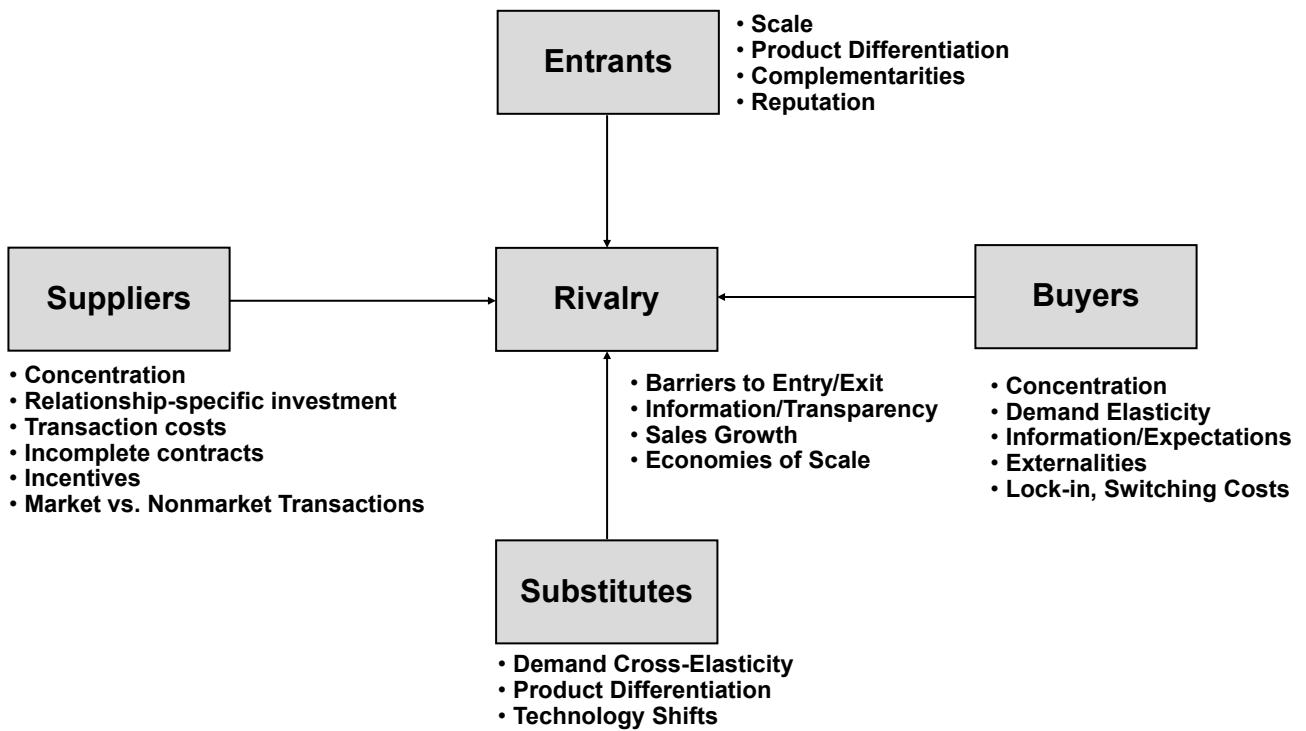 Entrants
• Scale
• Product Differentiation
• Complementarities
• Reputation
Suppliers
• Concentration
• Relationship-specific investment
• Transaction costs
• Incomplete contracts
• Incentives
• Market vs. Nonmarket Transactions
Rivalry
• Barriers to Entry/Exit
• Information/Transparency
• Sales Growth
• Economies of Scale
Buyers
• Concentration
• Demand Elasticity
• Information/Expectations
• Externalities
• Lock-in, Switching Costs
Substitutes
• Demand Cross-Elasticity
• Product Differentiation
• Technology Shifts